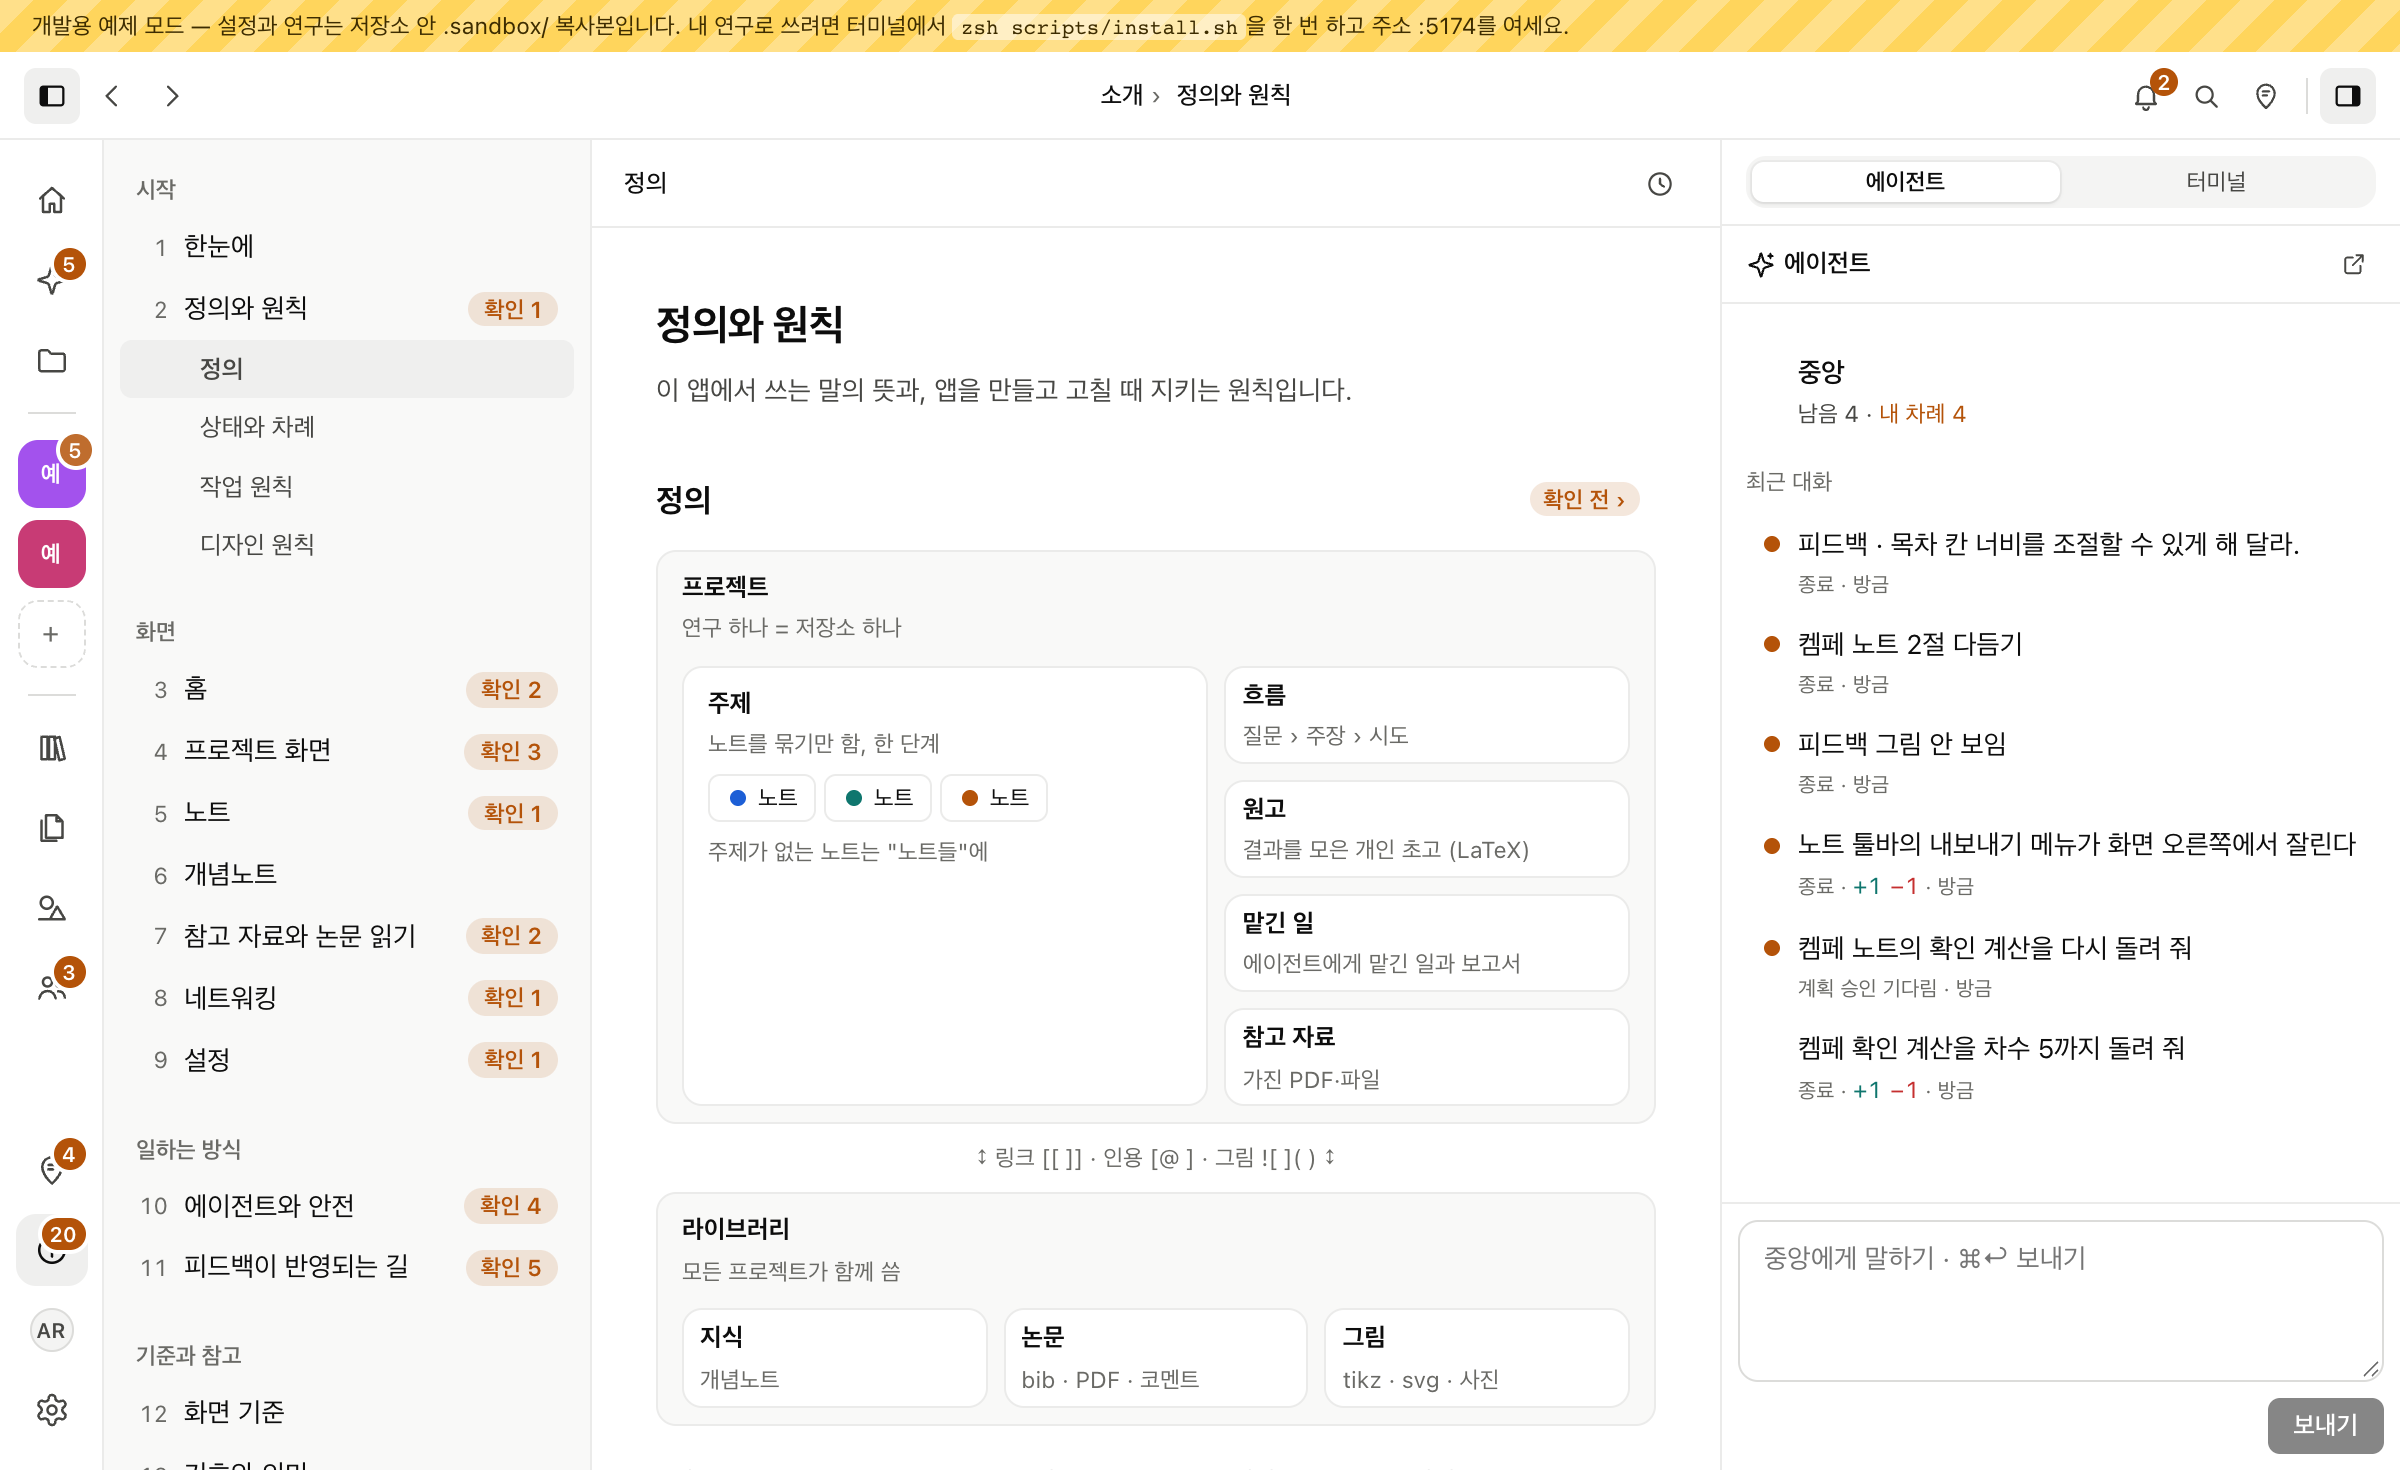 개발용 예제 모드 — 설정과 연구는 저장소 안 .sandbox/ 복사본입니다. 내 연구로 쓰려면 터미널에서 zsh scripts/install.sh을 한 번 하고 주소 :5174를 여세요.
소개 › 정의와 원칙
2
5
5
예
예
+
3
4
20
AR
시작
1 한눈에
2 정의와 원칙 확인 1
정의
상태와 차례
작업 원칙
디자인 원칙
화면
3 홈 확인 2
4 프로젝트 화면 확인 3
5 노트 확인 1
6 개념노트
7 참고 자료와 논문 읽기 확인 2
8 네트워킹 확인 1
9 설정 확인 1
일하는 방식
10 에이전트와 안전 확인 4
11 피드백이 반영되는 길 확인 5
기준과 참고
12 화면 기준
정의
정의와 원칙
이 앱에서 쓰는 말의 뜻과, 앱을 만들고 고칠 때 지키는 원칙입니다.
정의 확인 전 ›
프로젝트
연구 하나 = 저장소 하나
주제
노트를 묶기만 함, 한 단계
노트 노트 노트
주제가 없는 노트는 "노트들"에
흐름
질문 › 주장 › 시도
원고
결과를 모은 개인 초고 (LaTeX)
맡긴 일
에이전트에게 맡긴 일과 보고서
참고 자료
가진 PDF·파일
↕ 링크 [[ ]] · 인용 [@ ] · 그림 ![ ]( ) ↕
라이브러리
모든 프로젝트가 함께 씀
지식
개념노트
논문
bib · PDF · 코멘트
그림
tikz · svg · 사진
에이전트 터미널
에이전트
중앙
남음 4 · 내 차례 4
최근 대화
피드백 · 목차 칸 너비를 조절할 수 있게 해 달라.
종료 · 방금
켐페 노트 2절 다듬기
종료 · 방금
피드백 그림 안 보임
종료 · 방금
노트 툴바의 내보내기 메뉴가 화면 오른쪽에서 잘린다
종료 · +1 −1 · 방금
켐페 노트의 확인 계산을 다시 돌려 줘
계획 승인 기다림 · 방금
켐페 확인 계산을 차수 5까지 돌려 줘
종료 · +1 −1 · 방금
중앙에게 말하기 · ⌘↩ 보내기
보내기